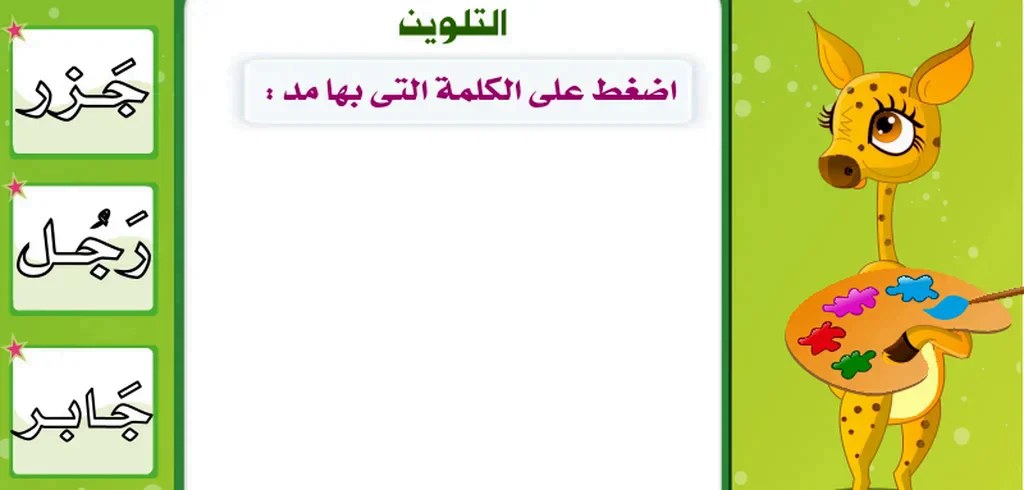 التلوين
اضغط على الكلمة التى بها مد :
جَزر
رَجُل
جَابر